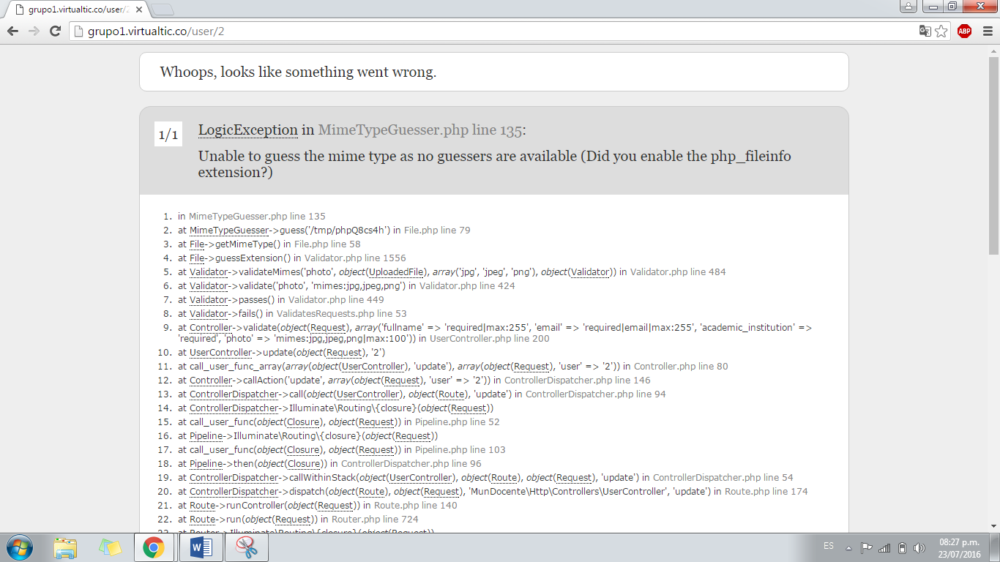 grupo1.virtualtic.co/user/2
grupo1.virtualtic.co/user/2
ABP
Whoops, looks like something went wrong.
1/1
LogicException in MimeTypeGuesser.php line 135:
Unable to guess the mime type as no guessers are available (Did you enable the php_fileinfo
extension?)
1. in MimeTypeGuesser.php line 135
2. at MimeTypeGuesser->guess('/tmp/phpQ8cs4h') in File.php line 79
3. at File->getMimeType() in File.php line 58
4. at File->guessExtension() in Validator.php line 1556
5. at Validator->validateMimes('photo', object(UploadedFile), array('jpg', 'jpeg', 'png'), object(Validator)) in Validator.php line 484
6. at Validator->validate('photo', 'mimes:jpg,jpeg,png') in Validator.php line 424
7. at Validator->passes() in Validator.php line 449
8. at Validator->fails() in ValidatesRequests.php line 53
9. at Controller->validate(object(Request), array('fullname' => 'required|max:255', 'email' => 'required|email|max:255', 'academic_institution' =>
'required', 'photo' => 'mimes:jpg,jpeg,png|max:100')) in UserController.php line 200
10. at UserController->update(object(Request), '2')
11. at call_user_func_array(array(object(UserController), 'update'), array(object(Request), 'user' => '2')) in Controller.php line 80
12. at Controller->callAction('update', array(object(Request), 'user' => '2')) in ControllerDispatcher.php line 146
13. at ControllerDispatcher->call(object(UserController), object(Route), 'update') in ControllerDispatcher.php line 94
14. at ControllerDispatcher->Illuminate\Routing\{closure}(object(Request))
15. at call_user_func(object(Closure), object(Request)) in Pipeline.php line 52
16. at Pipeline->Illuminate\Routing\{closure}(object(Request))
17. at call_user_func(object(Closure), object(Request)) in Pipeline.php line 103
18. at Pipeline->then(object(Closure)) in ControllerDispatcher.php line 96
19. at ControllerDispatcher->callWithinStack(object(UserController), object(Route), object(Request), 'update') in ControllerDispatcher.php line 54
20. at ControllerDispatcher->dispatch(object(Route), object(Request), 'MunDocente\Http\Controllers\UserController', 'update') in Route.php line 174
21. at Route->runController(object(Request)) in Route.php line 140
22. at Route->run(object(Request)) in Router.php line 724
23. at Router->Illuminate\Routing\{closure}(object(Request))
ES
08:27 p.m.
23/07/2016